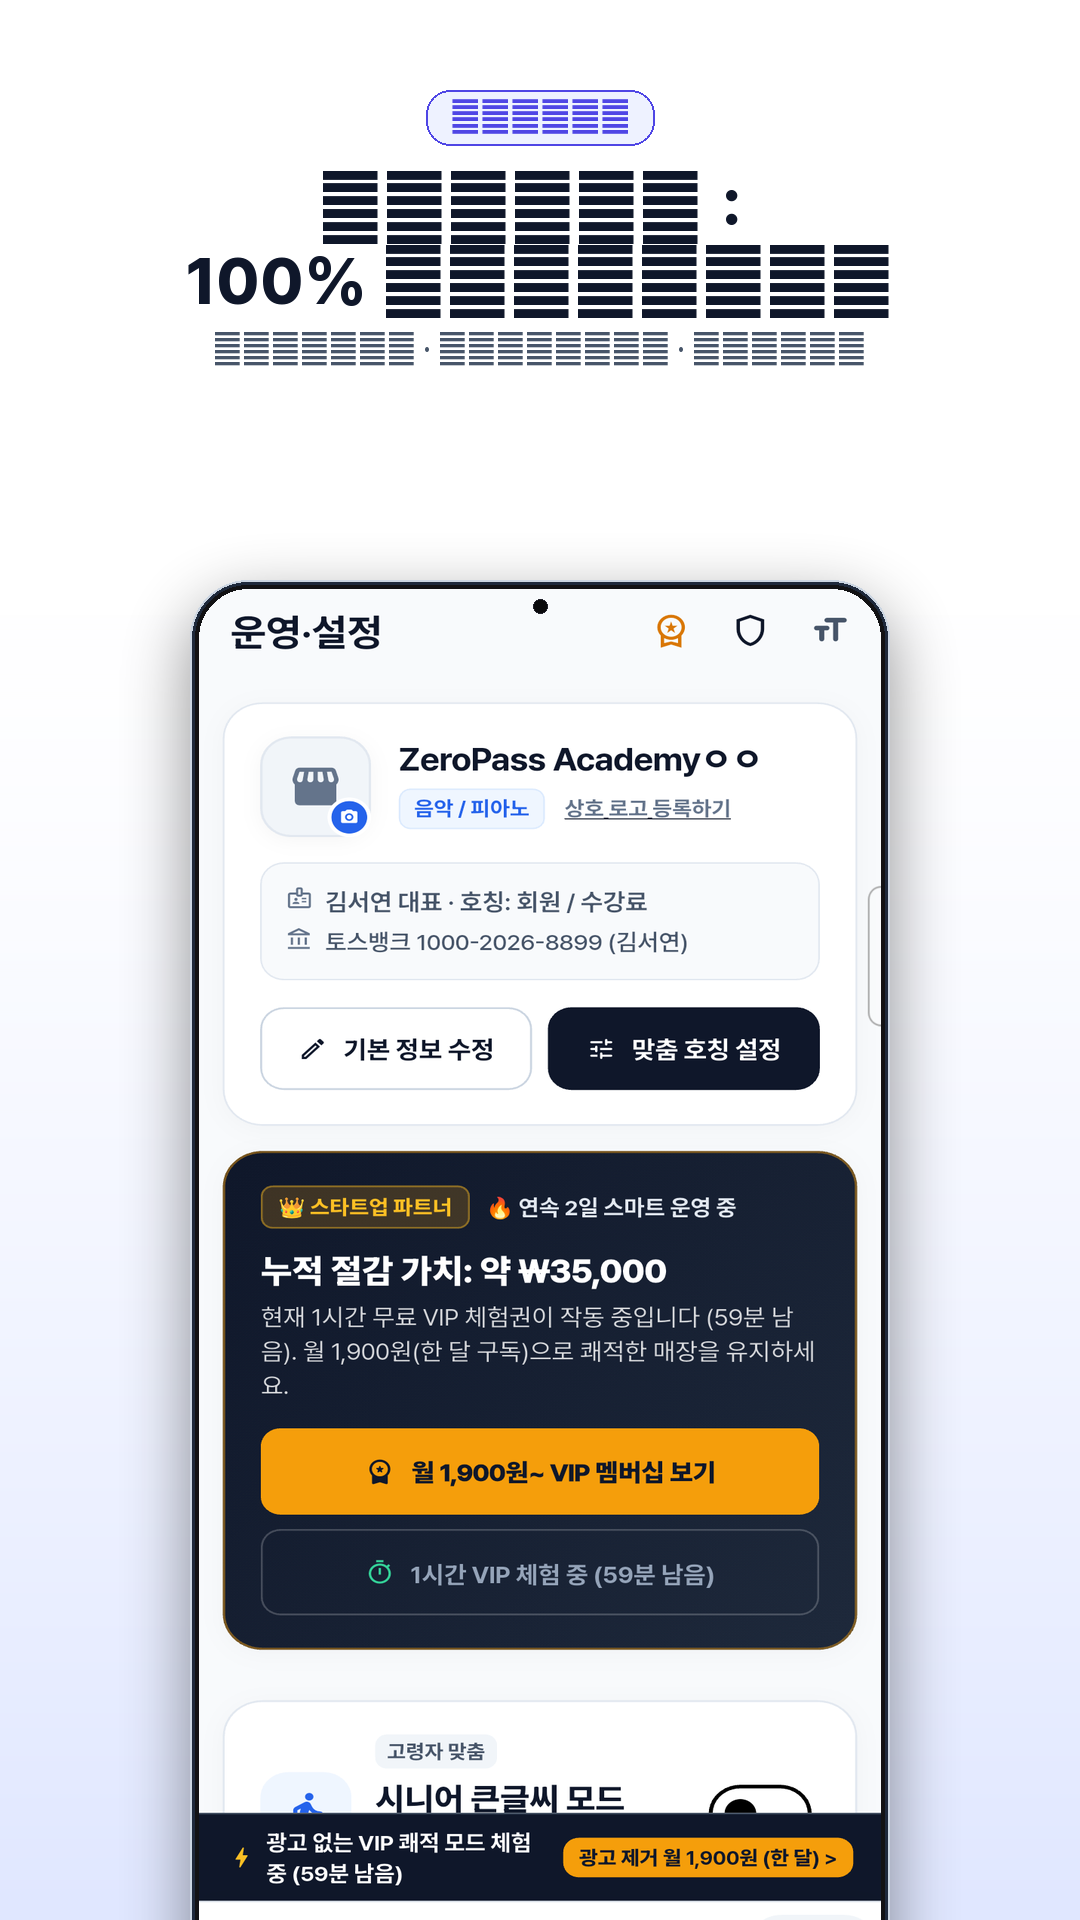 :
100%
· ·
운영·설정
ZeroPass Academyㅇㅇ
음악 / 피아노 상호 로고 등록하기
김서연 대표 · 호칭: 회원 / 수강료
토스뱅크 1000-2026-8899 (김서연)
기본 정보 수정
맞춤 호칭 설정
👑 스타트업 파트너 🔥 연속 2일 스마트 운영 중
누적 절감 가치: 약 ₩35,000
현재 1시간 무료 VIP 체험권이 작동 중입니다 (59분 남
음). 월 1,900원(한 달 구독)으로 쾌적한 매장을 유지하세
요.
월 1,900원~ VIP 멤버십 보기
1시간 VIP 체험 중 (59분 남음)
고령자 맞춤
시니어 큰글씨 모드
광고 없는 VIP 쾌적 모드 체험
중 (59분 남음)
광고 제거 월 1,900원 (한 달) >